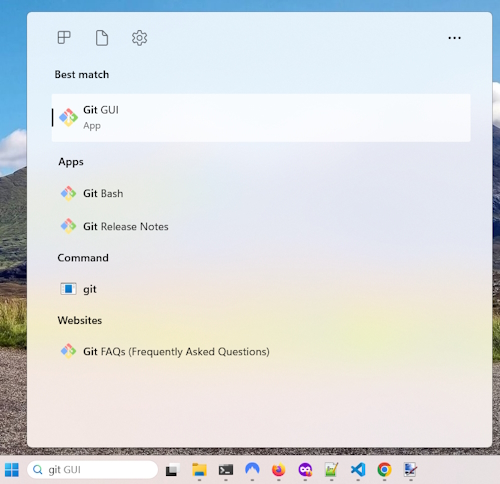 Best match
Git GUI
App
Apps
Git Bash
Git Release Notes
Command
git
Websites
Git FAQs (Frequently Asked Questions)
git GUI